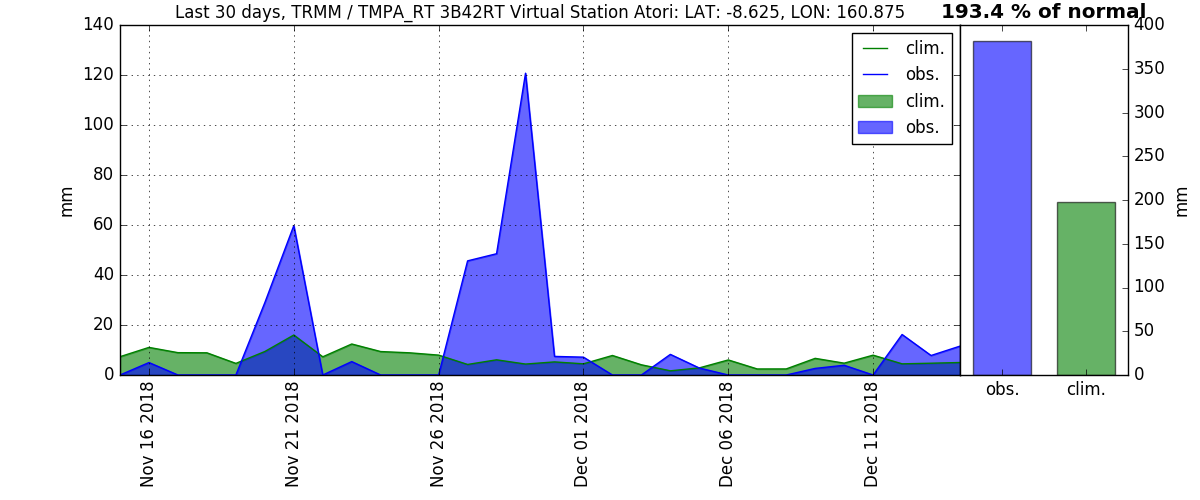 Last 30 days, TRMM / TMPA_RT 3B42RT Virtual Station Atori: LAT: -8.625, LON: 160.875
193.4 % of normal
mm
140
120
100
80
60
40
20
0
clim.
obs.
clim.
obs.
Nov 16 2018
Nov 21 2018
Nov 26 2018
Dec 01 2018
Dec 06 2018
Dec 11 2018
400
350
300
250
200
150
100
50
0
mm
obs.
clim.